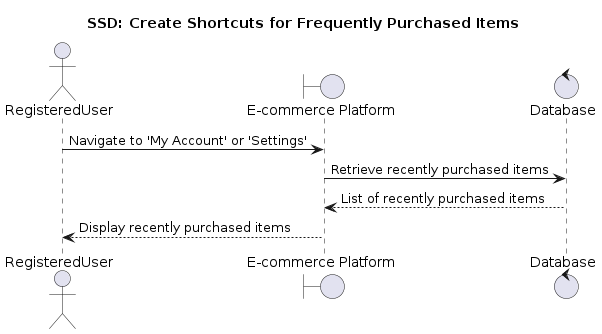 SSD: Create Shortcuts for Frequently Purchased Items
RegisteredUser
E-commerce Platform
Database
Navigate to 'My Account' or 'Settings'
Retrieve recently purchased items
List of recently purchased items
Display recently purchased items
RegisteredUser
E-commerce Platform
Database